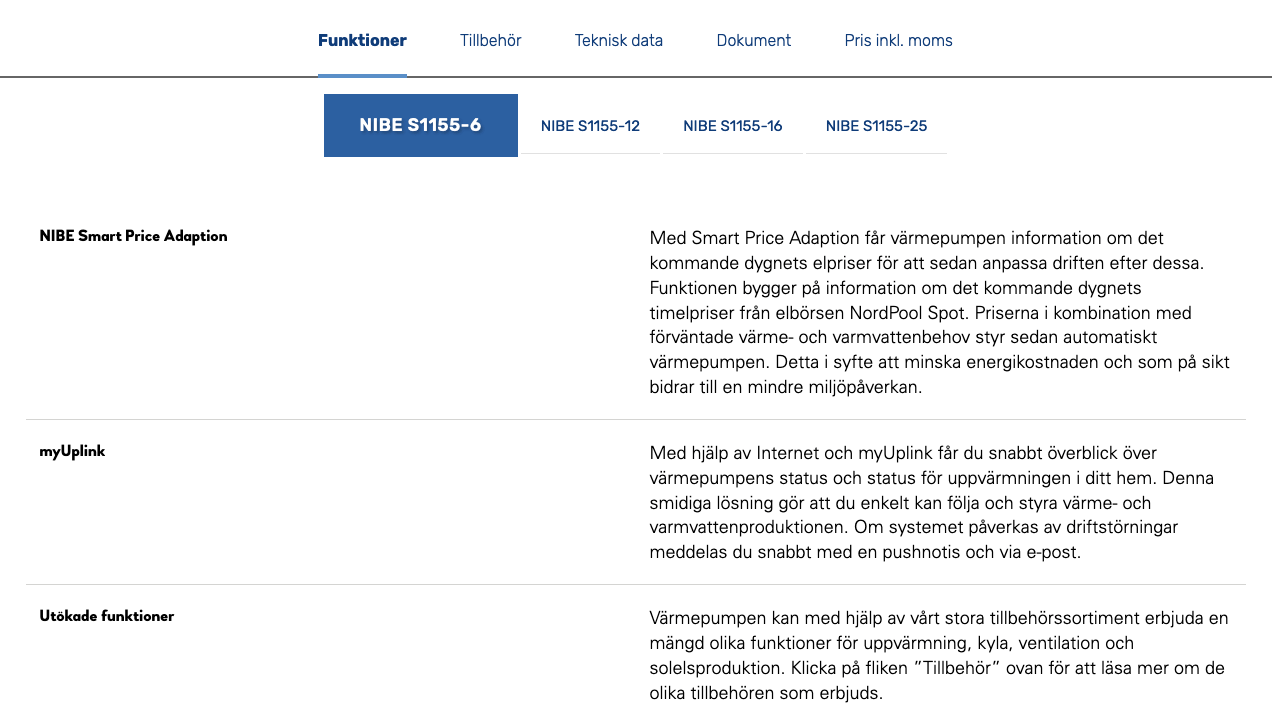 Funktioner Tillbehör Teknisk data Dokument Pris inkl. moms
NIBE S1155-6 NIBE S1155-12 NIBE S1155-16 NIBE S1155-25
NIBE Smart Price Adaption
Med Smart Price Adaption får värmepumpen information om det
kommande dygnets elpriser för att sedan anpassa driften efter dessa.
Funktionen bygger på information om det kommande dygnets
timelpriser från elbörsen NordPool Spot. Priserna i kombination med
förväntade värme- och varmvattenbehov styr sedan automatiskt
värmepumpen. Detta i syfte att minska energikostnaden och som på sikt
bidrar till en mindre miljöpåverkan.
myUplink
Med hjälp av Internet och myUplink får du snabbt överblick över
värmepumpens status och status för uppvärmningen i ditt hem. Denna
smidiga lösning gör att du enkelt kan följa och styra värme- och
varmvattenproduktionen. Om systemet påverkas av driftstörningar
meddelas du snabbt med en pushnotis och via e-post.
Utökade funktioner
Värmepumpen kan med hjälp av vårt stora tillbehörssortiment erbjuda en
mängd olika funktioner för uppvärmning, kyla, ventilation och
solelsproduktion. Klicka på fliken ”Tillbehör” ovan för att läsa mer om de
olika tillbehören som erbjuds.